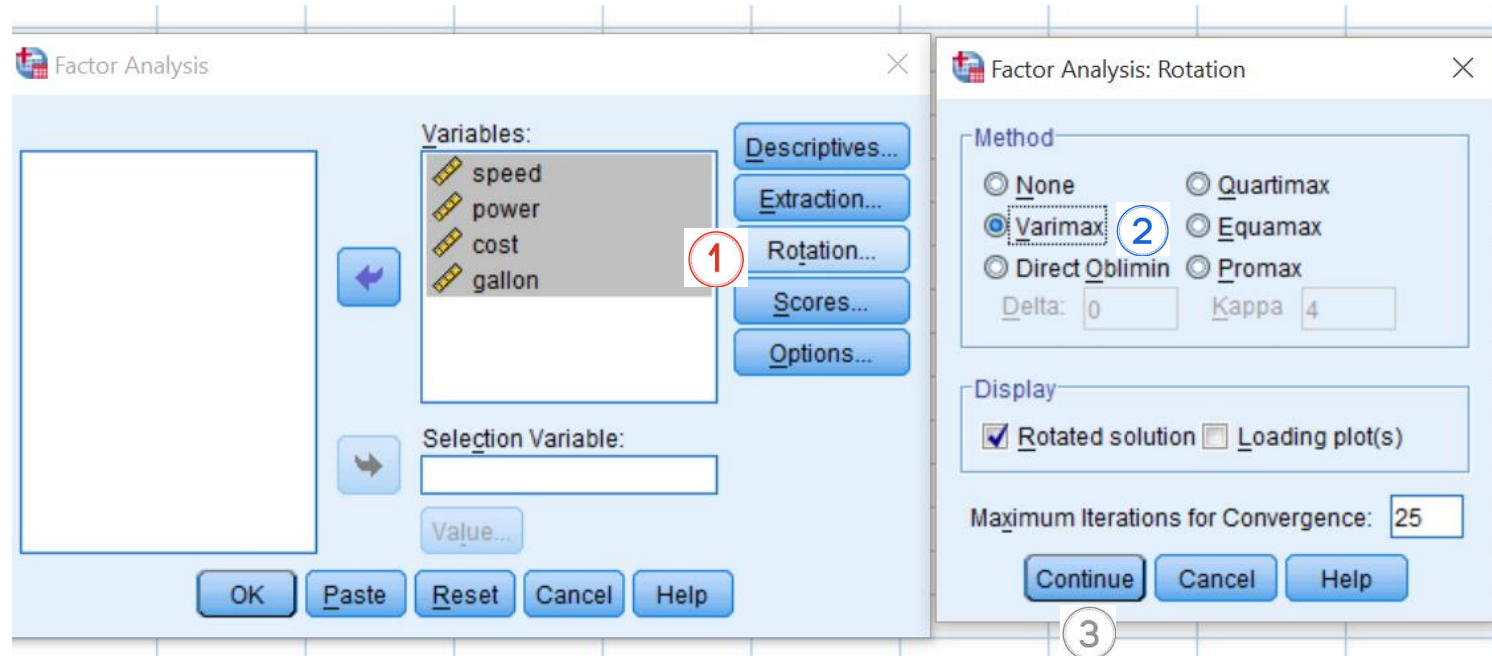 Factor Analysis
Variables:
speed
power
cost
gallon
Descriptives...
Extraction...
1
Rotation...
Scores...
Options...
Selection Variable:
Value...
OK Paste Reset Cancel Help
Factor Analysis: Rotation
Method
None Quartimax
Varimax 2 Equamax
Direct Oblimin Promax
Delta: 0 Kappa 4
Display
Rotated solution Loading plot(s)
Maximum Iterations for Convergence: 25
Continue Cancel Help
3